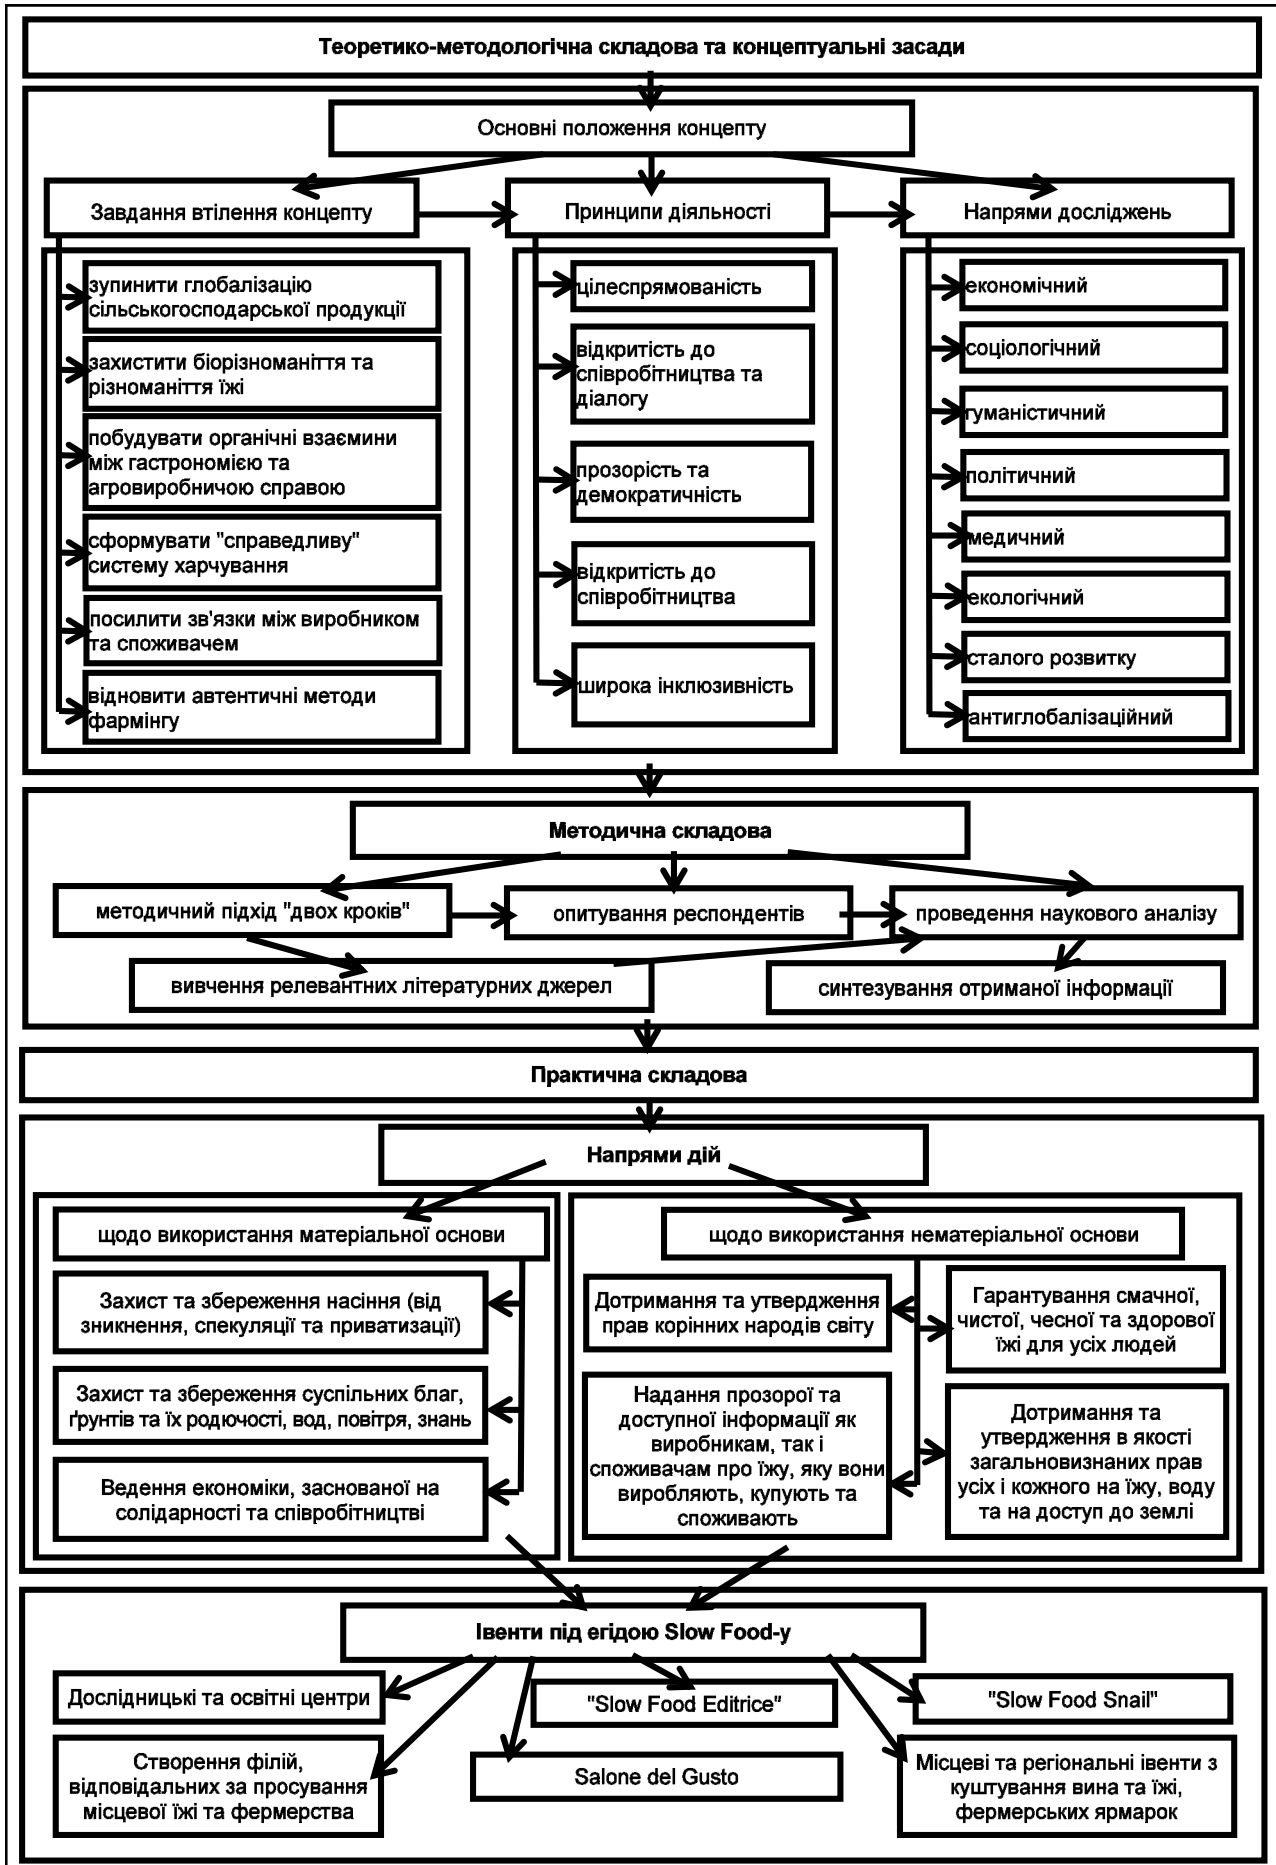 Теоретико-методологічна складова та концептуальні засади
Основні положення концепту
Завдання втілення концепту
Принципи діяльності
Напрями досліджень
зупинити глобалізацію
сільськогосподарської продукції
захистити біорізноманіття та
різноманіття їжі
побудувати органічні взаємини
між гастрономією та
агровиробничою справою
сформувати "справедливу"
систему харчування
посилити зв'язки між виробником
та споживачем
відновити автентичні методи
фармінгу
цілеспрямованість
відкритість до
співробітництва та
діалогу
прозорість та
демократичність
відкритість до
співробітництва
широка інклюзивність
економічний
соціологічний
гуманістичний
політичний
медичний
екологічний
сталого розвитку
антиглобалізаційний
Методична складова
методичний підхід "двох кроків"
опитування респондентів
проведення наукового аналізу
вивчення релевантних літературних джерел
синтезування отриманої інформації
Практична складова
Напрями дій
щодо використання матеріальної основи
Захист та збереження насіння (від
зникнення, спекуляції та приватизації)
Захист та збереження суспільних благ,
ґрунтів та їх родючості, вод, повітря, знань
Ведення економіки, заснованої на
солідарності та співробітництві
щодо використання нематеріальної основи
Дотримання та утвердження
прав корінних народів світу
Надання прозорої та
доступної інформації як
виробникам, так і
споживачам про їжу, яку вони
виробляють, купують та
споживають
Гарантування смачної,
чистої, чесної та здорової
їжі для усіх людей
Дотримання та
утвердження в якості
загальновизнаних прав
усіх і кожного на їжу, воду
та на доступ до землі
Івенти під егідою Slow Food-у
Дослідницькі та освітні центри
"Slow Food Editrice"
"Slow Food Snail"
Створення філій,
відповідальних за просування
місцевої їжі та фермерства
Salone del Gusto
Місцеві та регіональні івенти з
куштування вина та їжі,
фермерських ярмарок